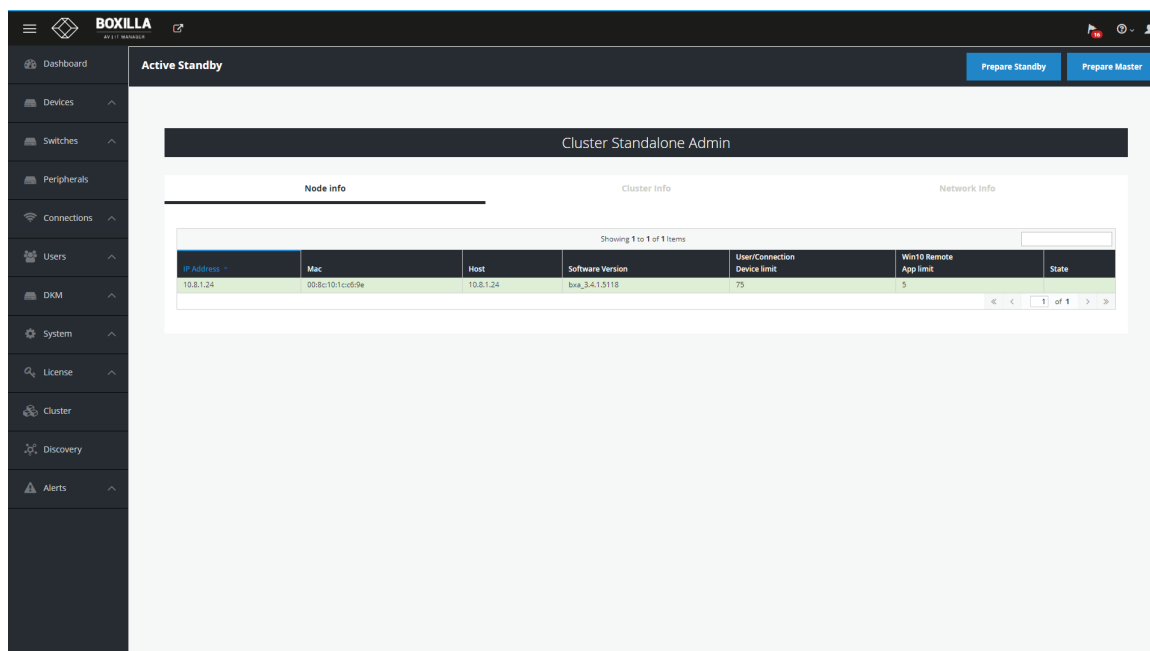 BOXILLA
AV | IT MANAGER
16
Dashboard
Devices
Switches
Peripherals
Connections
Users
DKM
System
License
Cluster
Discovery
Alerts
Active Standby
Prepare Standby
Prepare Master
Cluster Standalone Admin
Node info
Cluster Info
Network Info
Showing 1 to 1 of 1 Items
IP Address
Mac
Host
Software Version
User/Connection
Device limit
Win10 Remote
App limit
State
10.8.1.24
00:8c:10:1c:c6:9e
10.8.1.24
bxa_3.4.1.5118
75
5
1 of 1